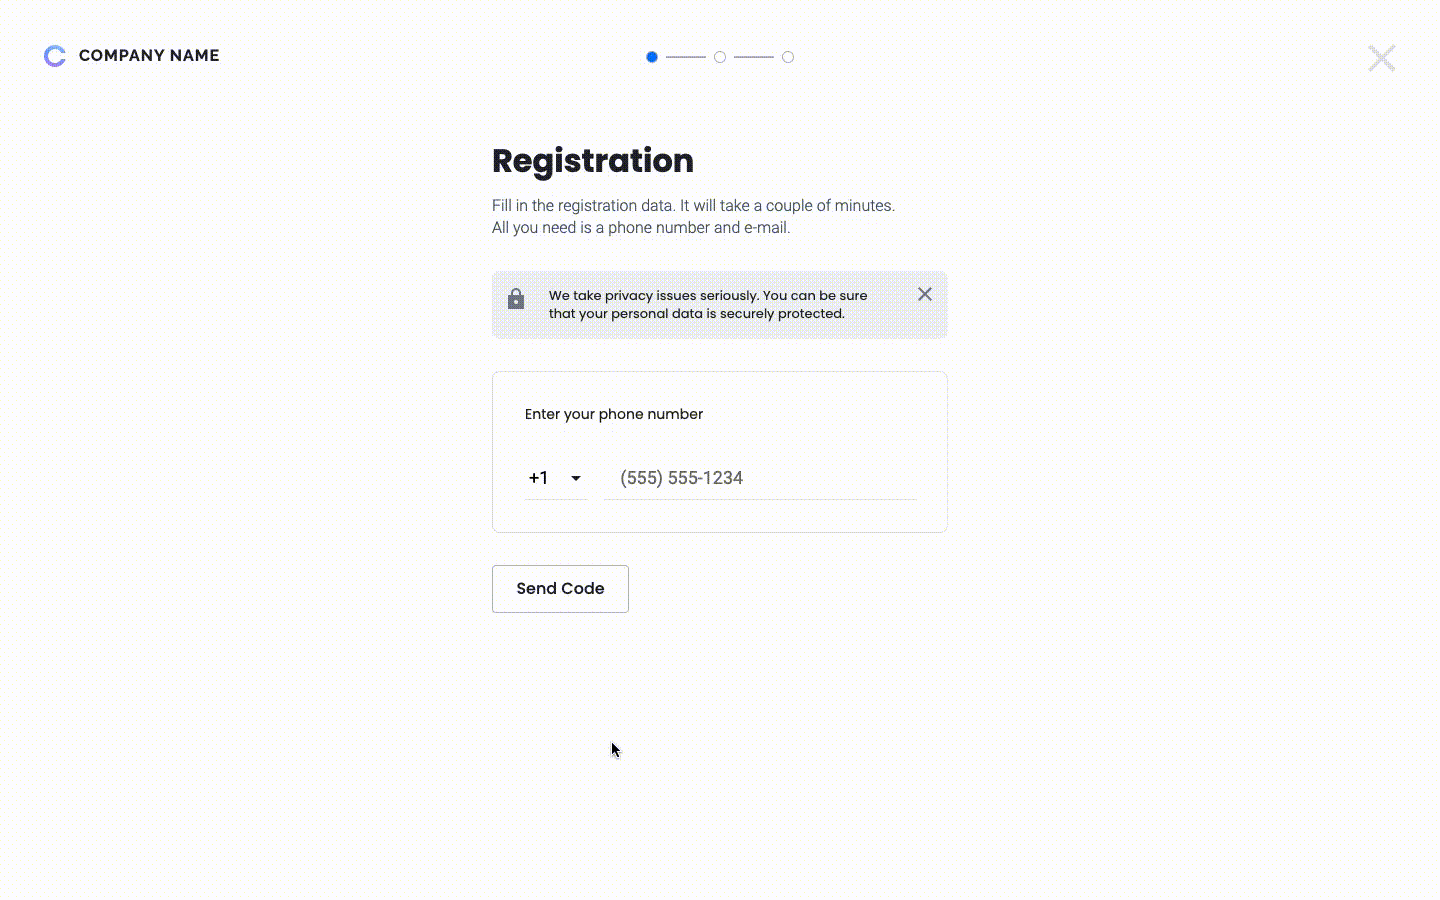 COMPANY NAME
Registration
Fill in the registration data. It will take a couple of minutes.
All you need is a phone number and e-mail.
We take privacy issues seriously. You can be sure
that your personal data is securely protected.
Enter your phone number
+1 (555) 555-1234
Send Code